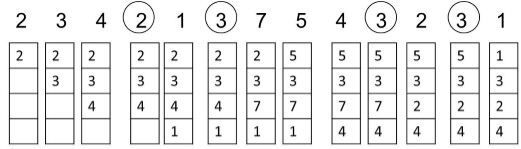 2 3 4 2 1 3 7 5 4 3 2 3 1
2 2 2 2 2 2 2 5 5 5 5 5 1
3 3 3 3 3 3 3 3 3 3 3 3
4 4 4 4 7 7 7 7 2 2 2
1 1 1 1 4 4 4 4 4